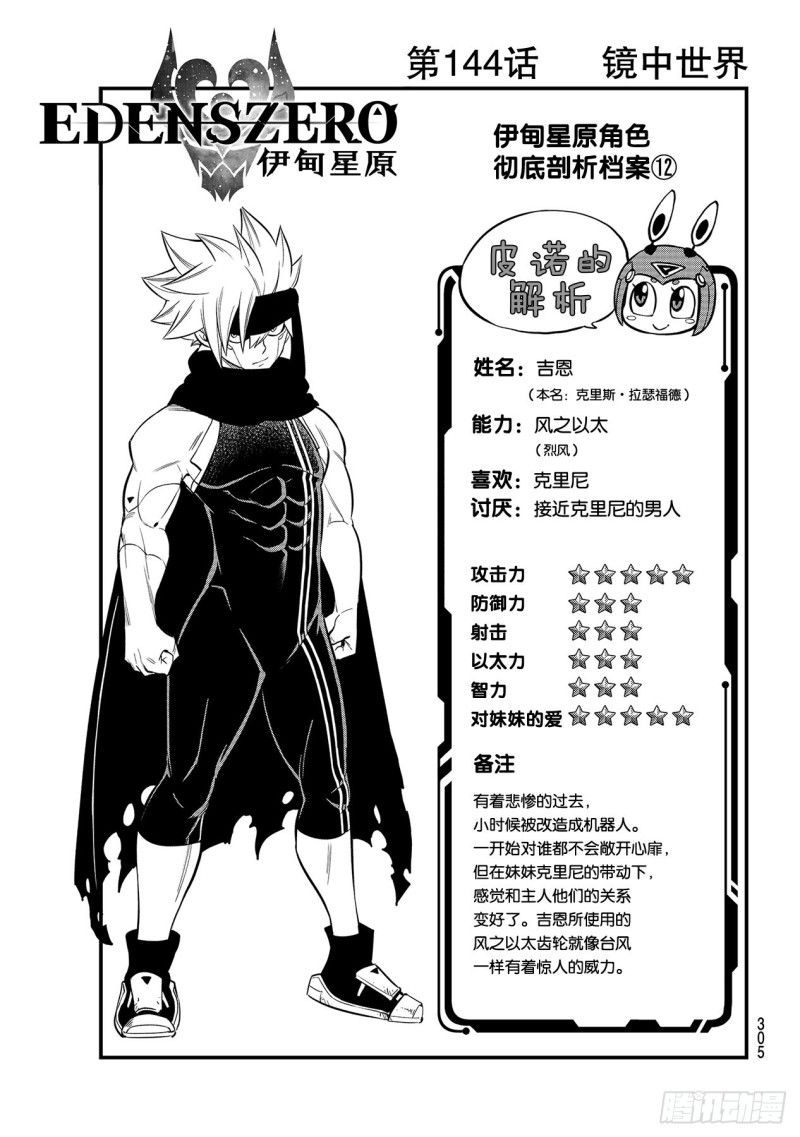 第144话 镜中世界
EDENSZERO
伊甸星原
伊甸星原角色
彻底剖析档案⑫
皮诺的
解析
姓名：吉恩
（本名：克里斯·拉瑟福德）
能力：风之以太
（烈风）
喜欢：克里尼
讨厌：接近克里尼的男人
攻击力 ★★★★★
防御力 ★★★
射击 ★★★
以太力 ★★★
智力 ★★★
对妹妹的爱 ★★★★★
备注
有着悲惨的过去，
小时候被改造成机器人。
一开始对谁都不会敞开心扉，
但在妹妹克里尼的带动下，
感觉和主人他们的关系
变好了。吉恩所使用的
风之以太齿轮就像台风
一样有着惊人的威力。
305
腾讯动漫